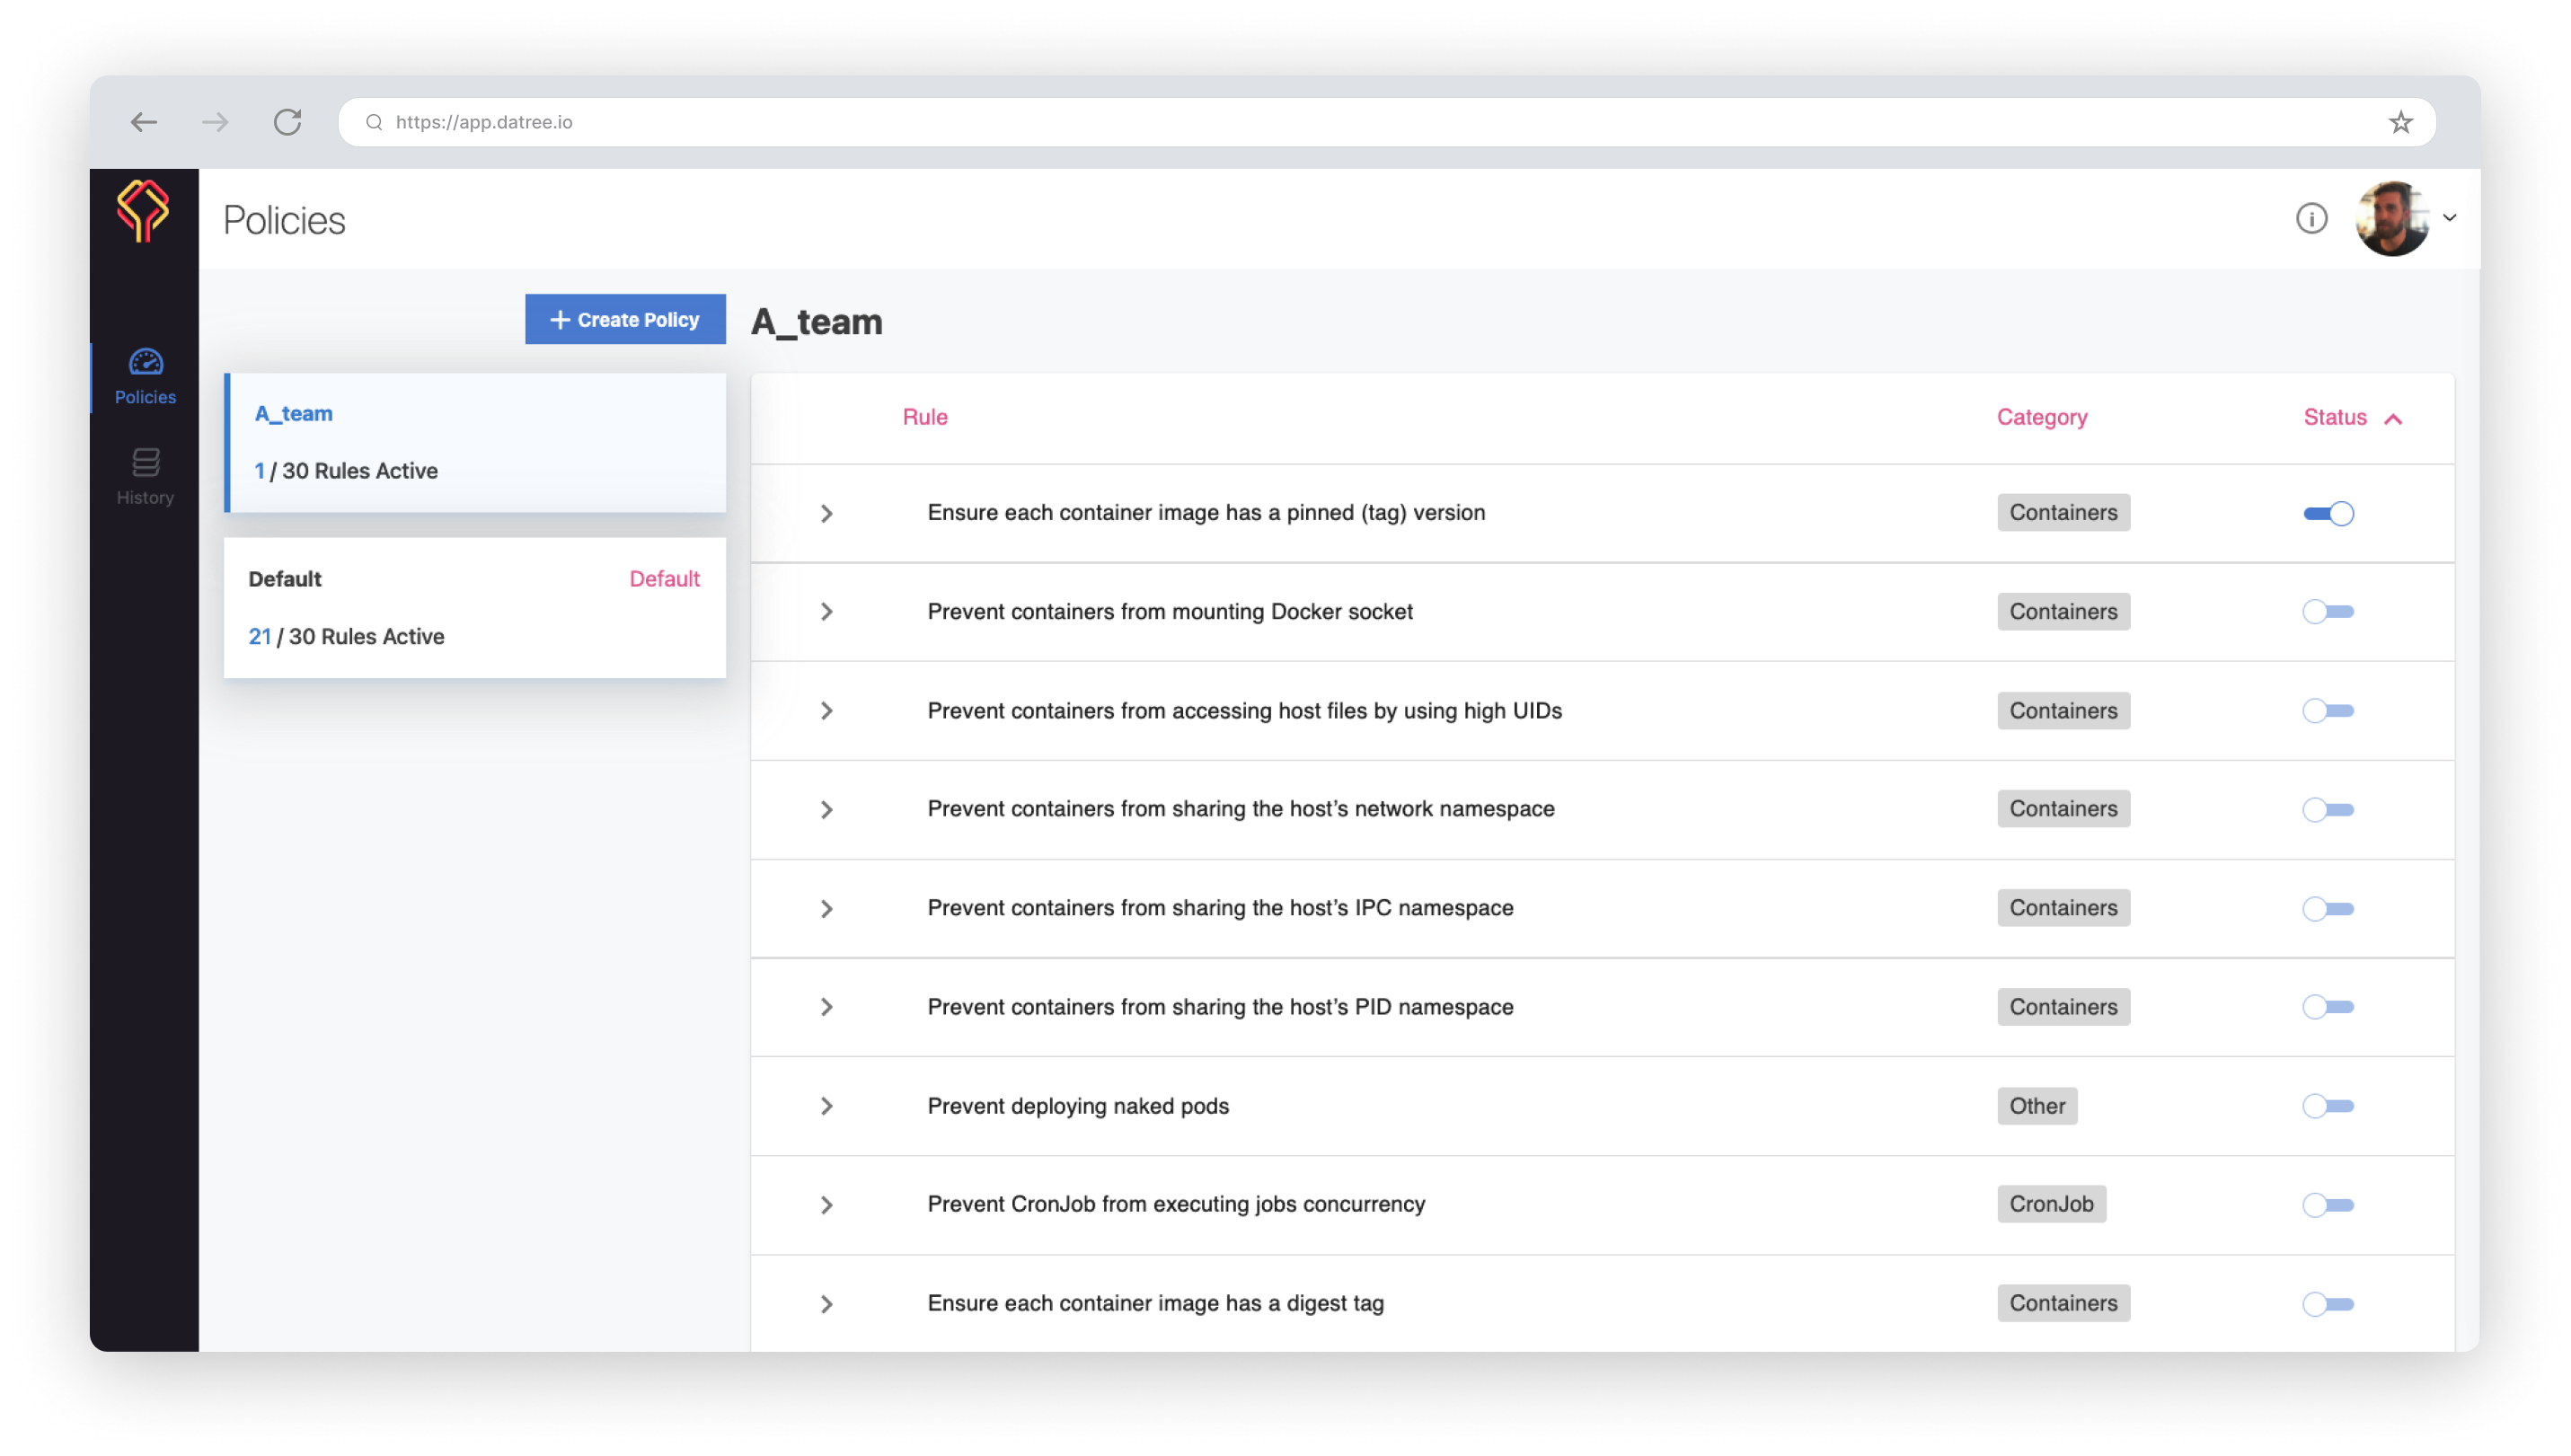 https://app.datree.io
Policies
Policies
History
+ Create Policy
A_team
1 / 30 Rules Active
Default Default
21 / 30 Rules Active
A_team
Rule Category Status
Ensure each container image has a pinned (tag) version Containers
Prevent containers from mounting Docker socket Containers
Prevent containers from accessing host files by using high UIDs Containers
Prevent containers from sharing the host’s network namespace Containers
Prevent containers from sharing the host’s IPC namespace Containers
Prevent containers from sharing the host’s PID namespace Containers
Prevent deploying naked pods Other
Prevent CronJob from executing jobs concurrency CronJob
Ensure each container image has a digest tag Containers